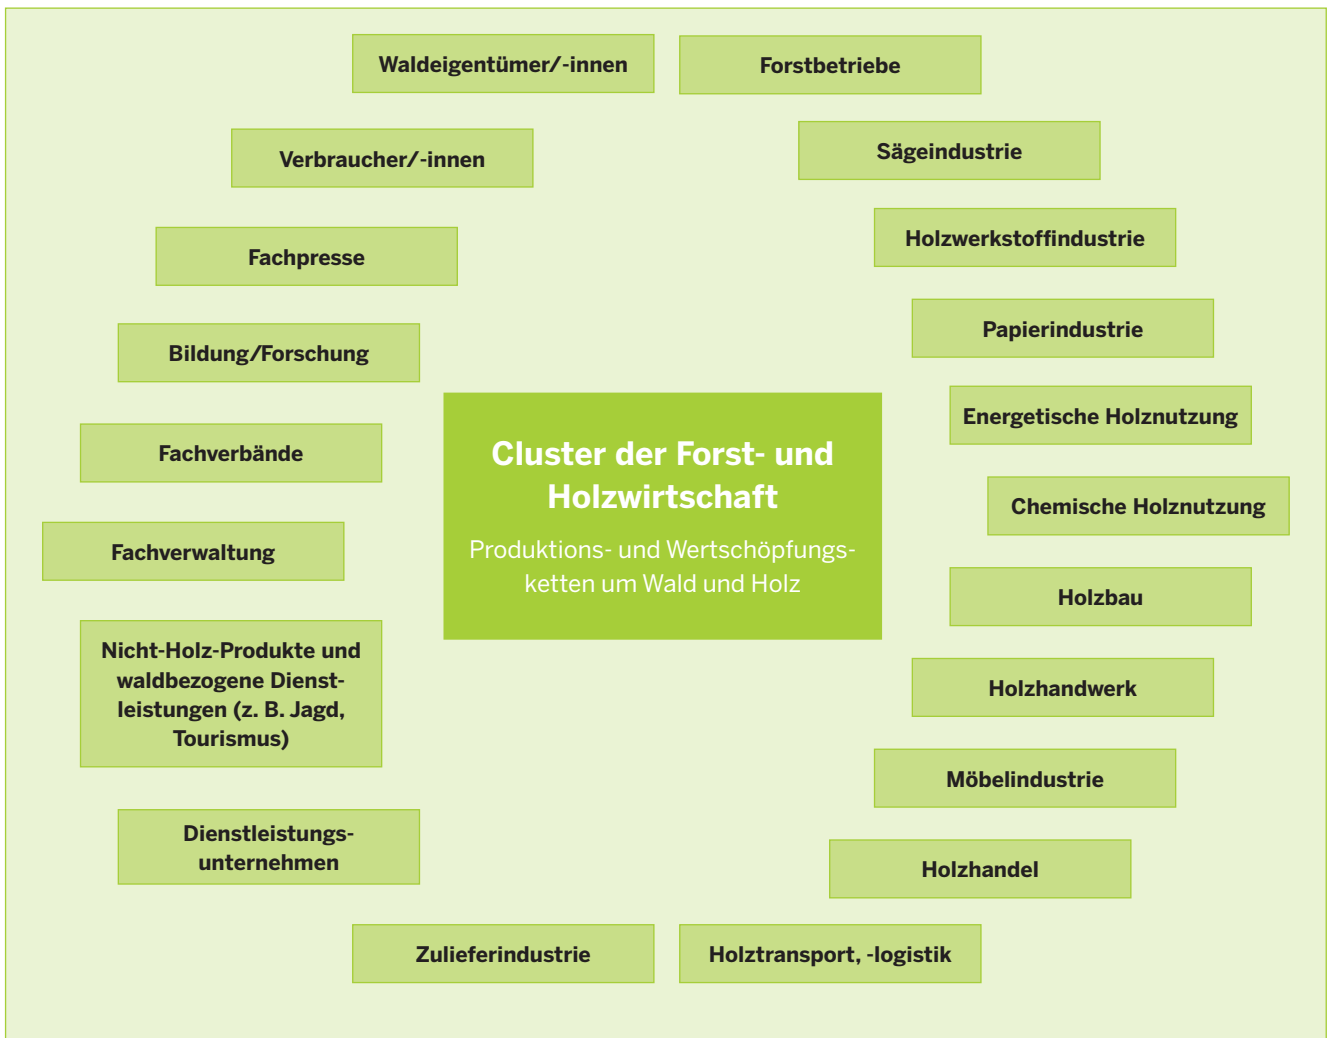 Waldeigentümer/-innen
Forstbetriebe
Verbraucher/-innen
Sägeindustrie
Fachpresse
Holzwerkstoffindustrie
Bildung/Forschung
Papierindustrie
Energetische Holznutzung
Fachverbände
Cluster der Forst- und
Holzwirtschaft
Produktions- und Wertschöpfungs-
ketten um Wald und Holz
Chemische Holznutzung
Fachverwaltung
Holzbau
Nicht-Holz-Produkte und
waldbezogene Dienst-
leistungen (z. B. Jagd,
Tourismus)
Holzhandwerk
Möbelindustrie
Dienstleistungs-
unternehmen
Holzhandel
Zulieferindustrie
Holztransport, -logistik